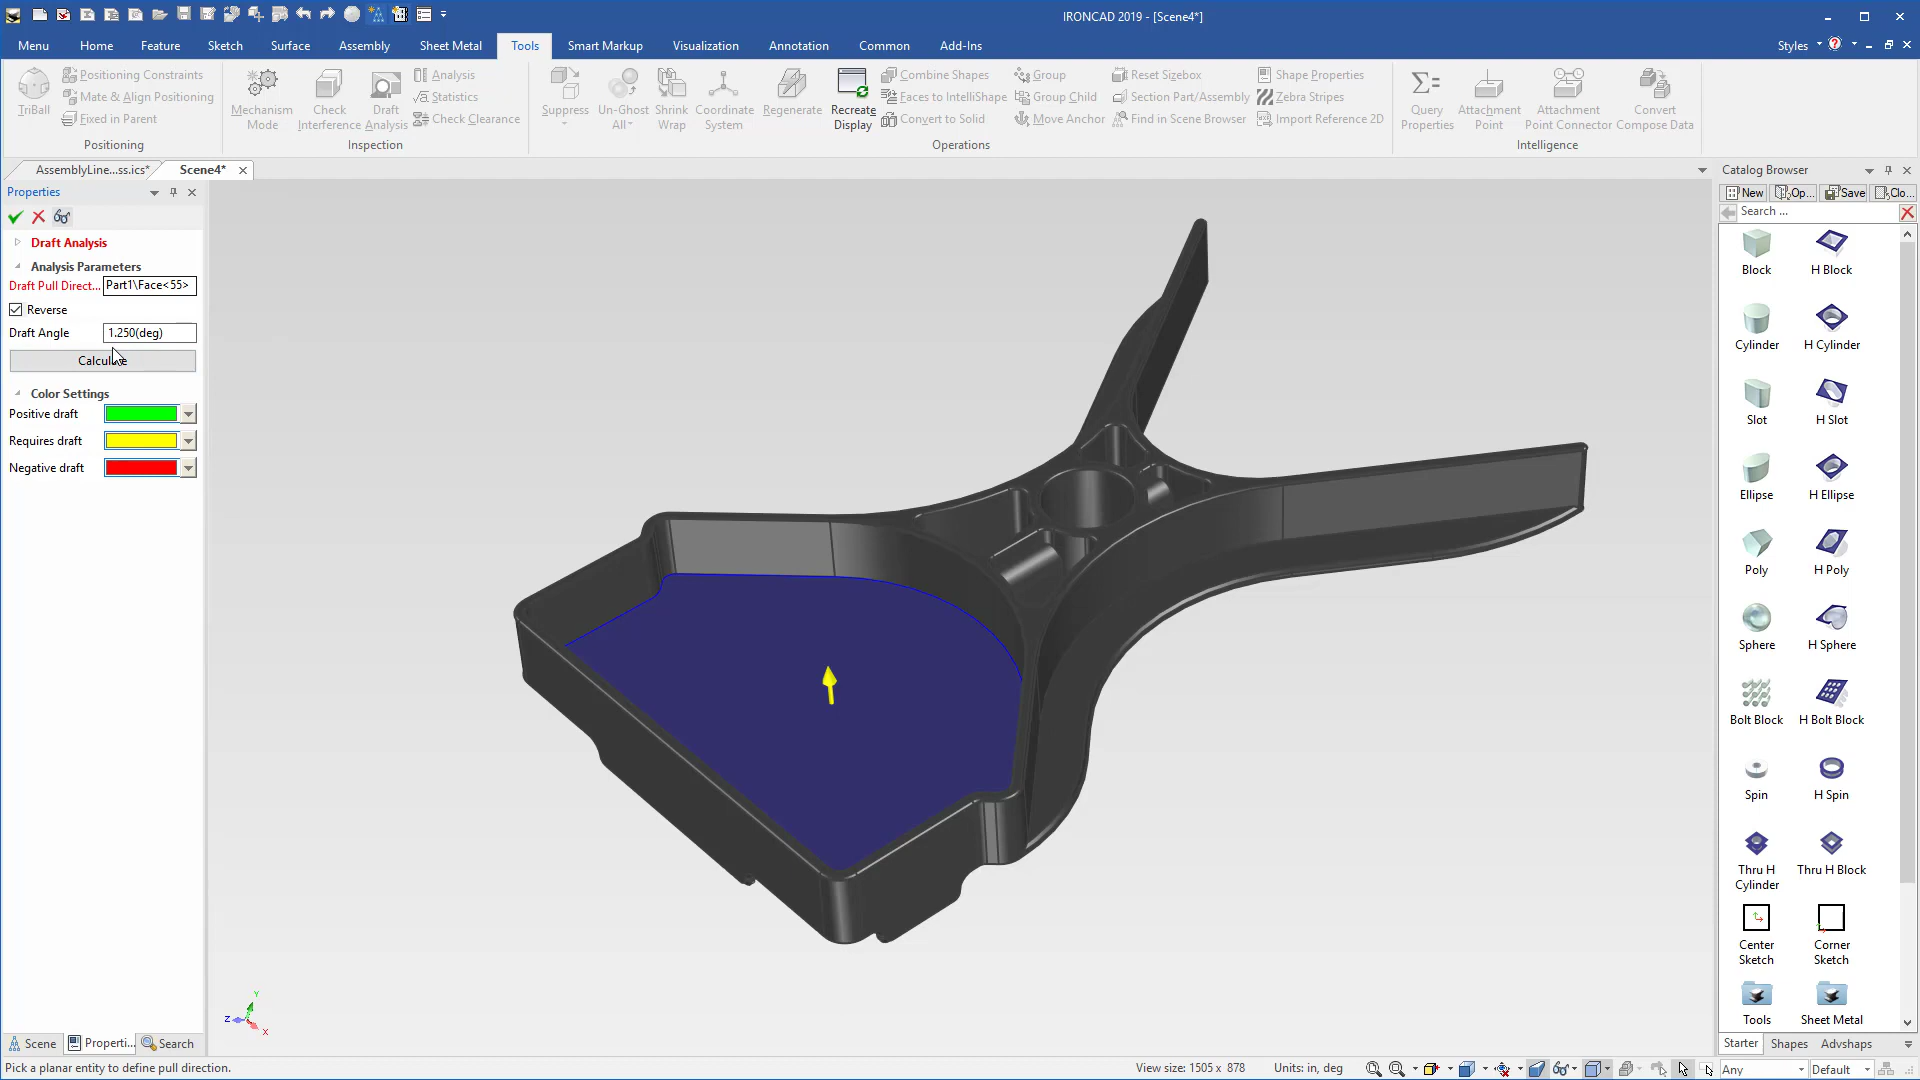 IRONCAD 2019 - [Scene4*]
Menu Home Feature Sketch Surface Assembly Sheet Metal Tools Smart Markup Visualization Annotation Common Add-Ins Styles
TriBall
Positioning Constraints
Mate & Align Positioning
Fixed in Parent
Positioning
Mechanism Mode
Check Interference
Draft Analysis
Analysis
Statistics
Check Clearance
Inspection
Suppress
Un-Ghost All
Shrink Wrap
Coordinate System
Regenerate
Recreate Display
Combine Shapes
Faces to IntelliShape
Convert to Solid
Group
Group Child
Move Anchor
Reset Sizebox
Section Part/Assembly
Find in Scene Browser
Shape Properties
Zebra Stripes
Import Reference 2D
Operations
Query Properties
Attachment Point
Attachment Point Connector
Convert Compose Data
Intelligence
AssemblyLine...ss.ics* Scene4*
Properties
Draft Analysis
Analysis Parameters
Draft Pull Direct... Part1\Face<55>
Reverse
Draft Angle 1.250(deg)
Calculate
Color Settings
Positive draft
Requires draft
Negative draft
Y
Z
X
Scene Properti... Search
Catalog Browser
New Op... Save Clo...
Search ...
Block H Block
Cylinder H Cylinder
Slot H Slot
Ellipse H Ellipse
Poly H Poly
Sphere H Sphere
Bolt Block H Bolt Block
Spin H Spin
Thru H Cylinder Thru H Block
Center Sketch Corner Sketch
Tools Sheet Metal
Starter Shapes Advshaps
Pick a planar entity to define pull direction.
View size: 1505 x 878 Units: in, deg Any Default